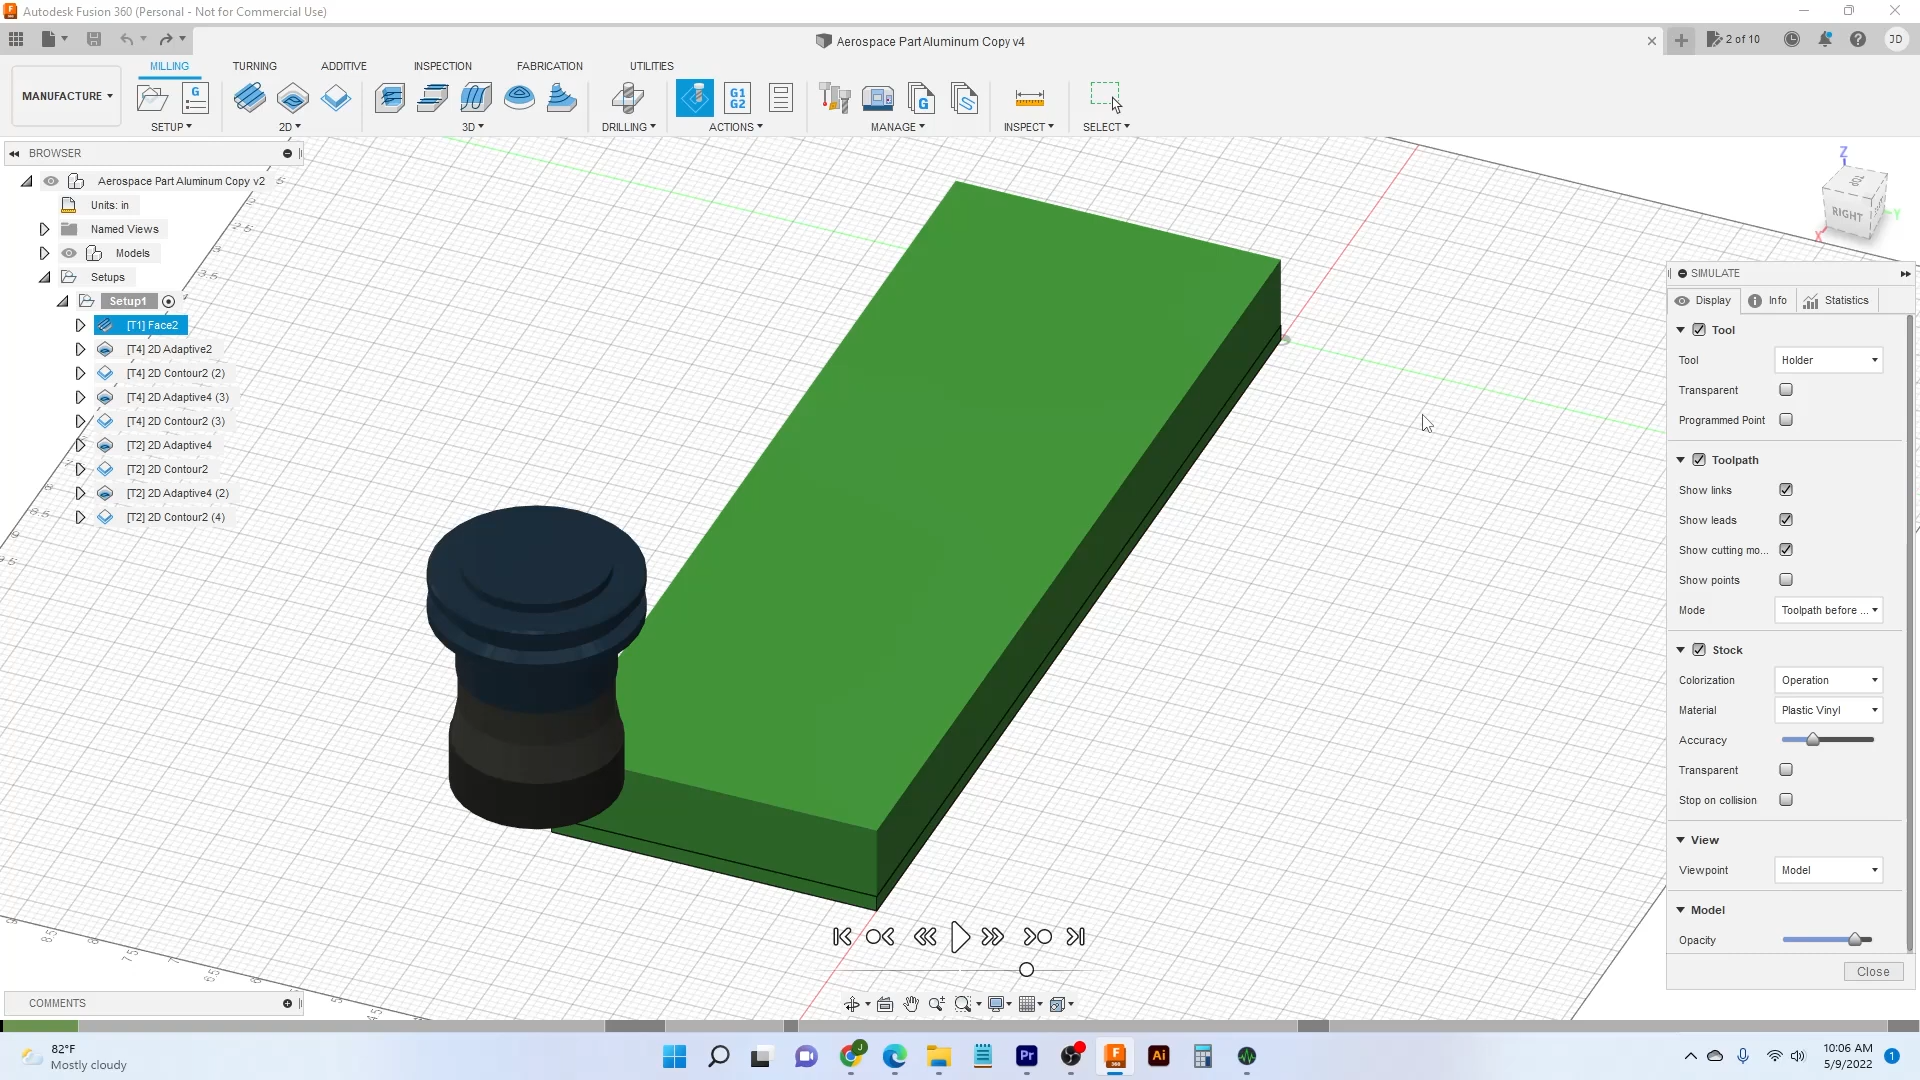 Autodesk Fusion 360 (Personal - Not for Commercial Use)
Aerospace Part Aluminum Copy v4
2 of 10
JD
MILLING
TURNING
ADDITIVE
INSPECTION
FABRICATION
UTILITIES
MANUFACTURE
SETUP
2D
3D
DRILLING
G1
G2
ACTIONS
MANAGE
INSPECT
SELECT
BROWSER
Aerospace Part Aluminum Copy v2
Units: in
Named Views
Models
Setups
Setup1
[T1] Face2
[T4] 2D Adaptive2
[T4] 2D Contour2 (2)
[T4] 2D Adaptive4 (3)
[T4] 2D Contour2 (3)
[T2] 2D Adaptive4
[T2] 2D Contour2
[T2] 2D Adaptive4 (2)
[T2] 2D Contour2 (4)
Z
TOP
RIGHT
X
Y
SIMULATE
Display
Info
Statistics
Tool
Tool
Holder
Transparent
Programmed Point
Toolpath
Show links
Show leads
Show cutting mo...
Show points
Mode
Toolpath before ...
Stock
Colorization
Operation
Material
Plastic Vinyl
Accuracy
Transparent
Stop on collision
View
Viewpoint
Model
Model
Opacity
Close
COMMENTS
82°F
Mostly cloudy
10:06 AM
5/9/2022
1